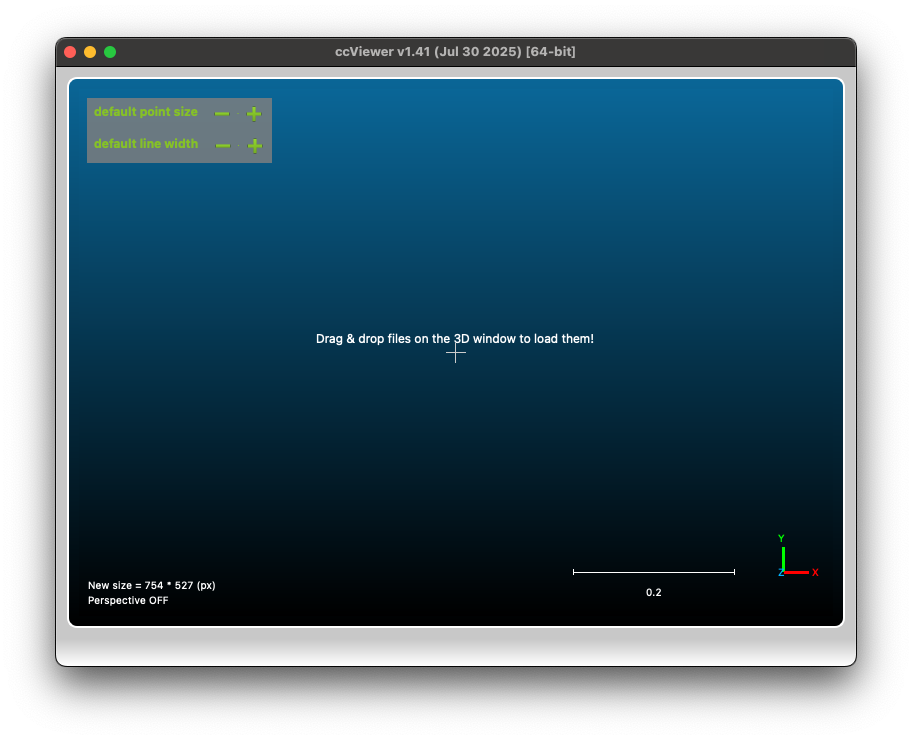 ccViewer v1.41 (Jul 30 2025) [64-bit]
default point size
default line width
Drag & drop files on the 3D window to load them!
Y
Z X
New size = 754 * 527 (px)
0.2
Perspective OFF